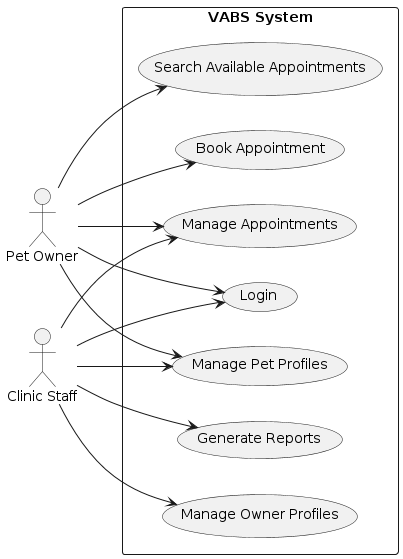 VABS System
Search Available Appointments
Book Appointment
Manage Appointments
Pet Owner
Login
Manage Pet Profiles
Clinic Staff
Generate Reports
Manage Owner Profiles